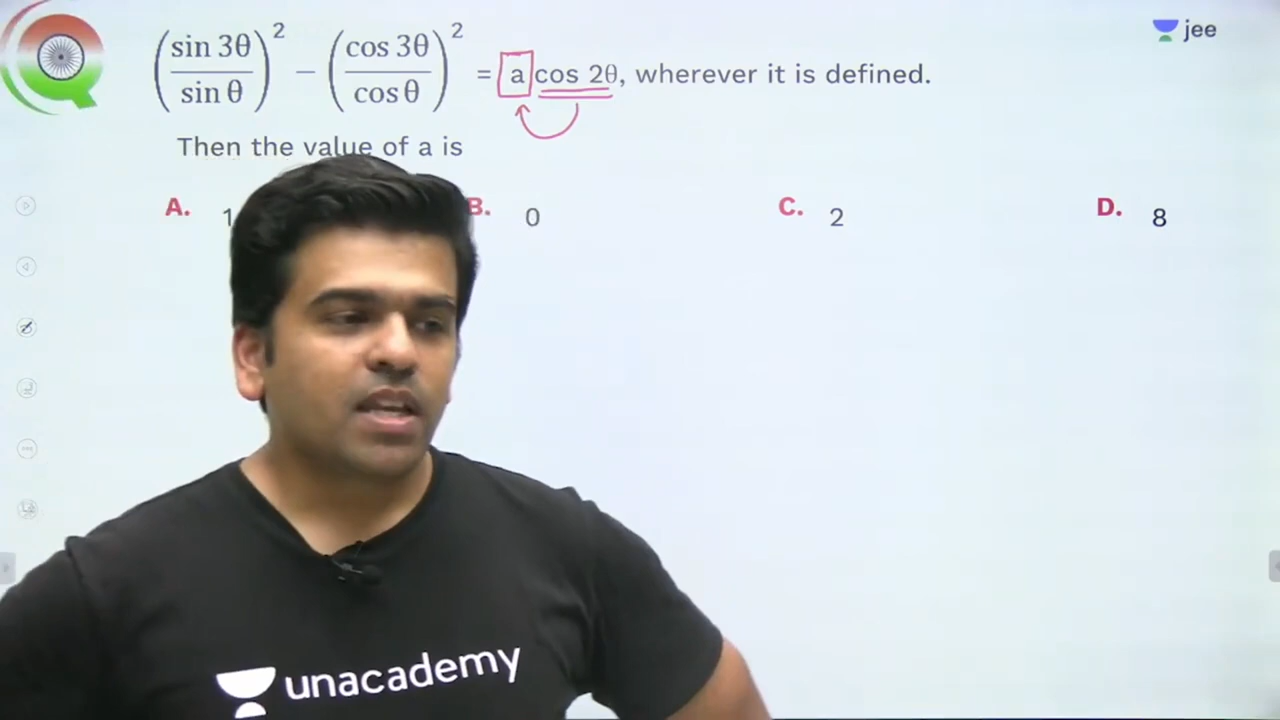 (sin 3θ / sin θ)² − (cos 3θ / cos θ)² = a cos 2θ, wherever it is defined.
jee
Then the value of a is
A. 1 B. 0 C. 2 D. 8
unacademy